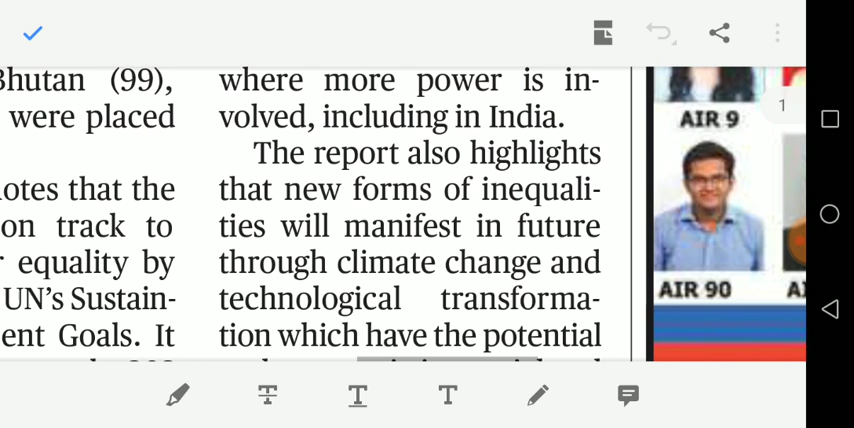 Bhutan (99),
were placed
otes that the
on track to
equality by
UN's Sustain-
ent Goals. It
where more power is in-
volved, including in India.
The report also highlights
that new forms of inequali-
ties will manifest in future
through climate change and
technological transforma-
tion which have the potential
AIR 9
1
AIR 90